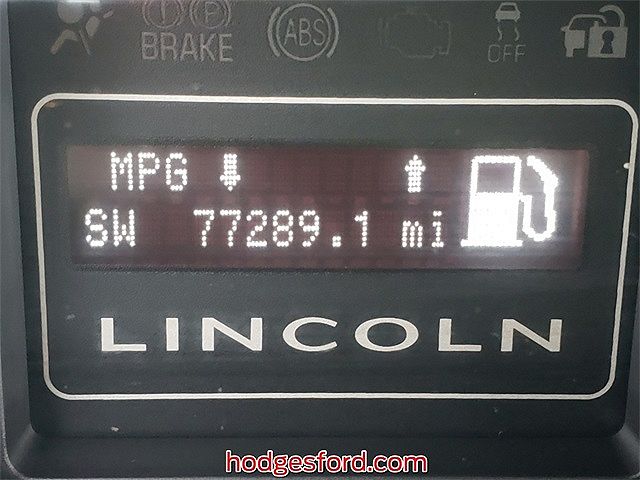 BRAKE
ABS
OFF
MPG
SW 77289.1 mi
LINCOLN
hodgesford.com